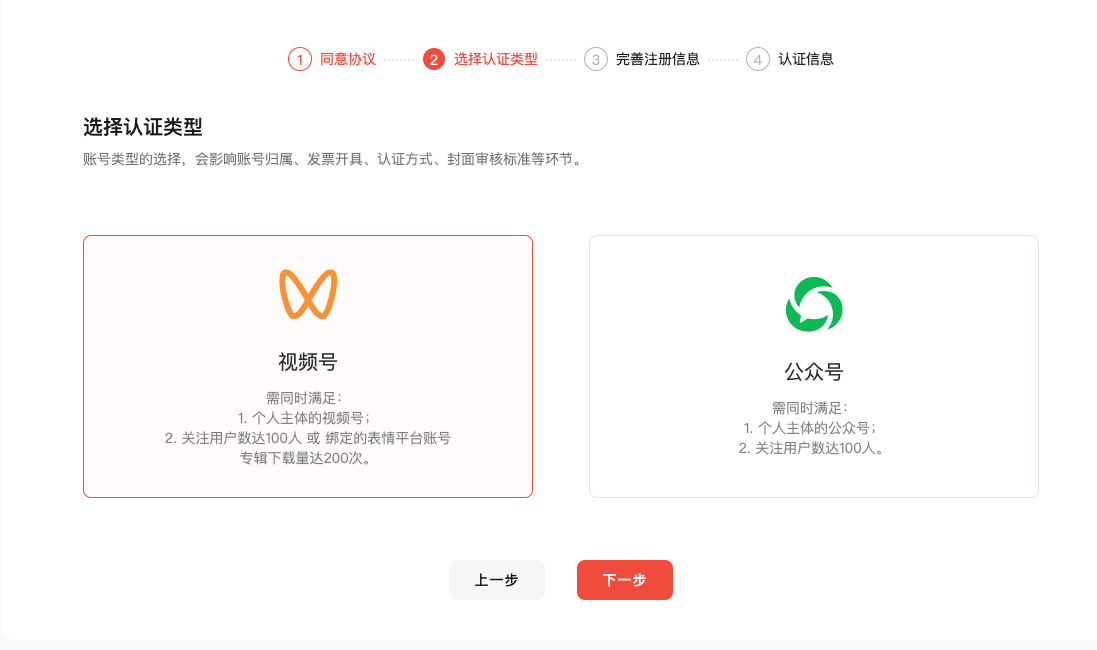 1 同意协议 2 选择认证类型 3 完善注册信息 4 认证信息
选择认证类型
账号类型的选择，会影响账号归属、发票开具、认证方式、封面审核标准等环节。
视频号
需同时满足：
1. 个人主体的视频号；
2. 关注用户数达100人 或 绑定的表情平台账号
专辑下载量达200次。
公众号
需同时满足：
1. 个人主体的公众号；
2. 关注用户数达100人。
上一步 下一步